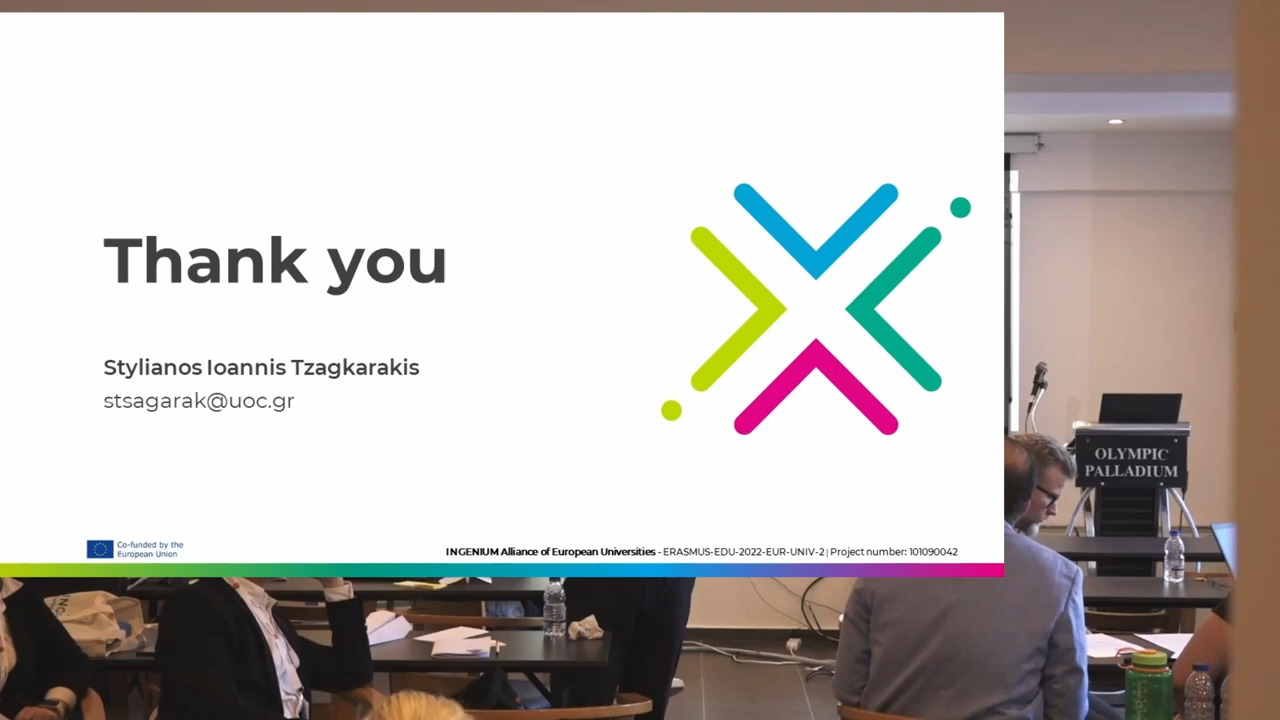 Thank you
Stylianos Ioannis Tzagkarakis
stsagarak@uoc.gr
Co-funded by the
European Union
INGENIUM Alliance of European Universities - ERASMUS-EDU-2022-EUR-UNIV-2 | Project number: 101090042
OLYMPIC
PALLADIUM